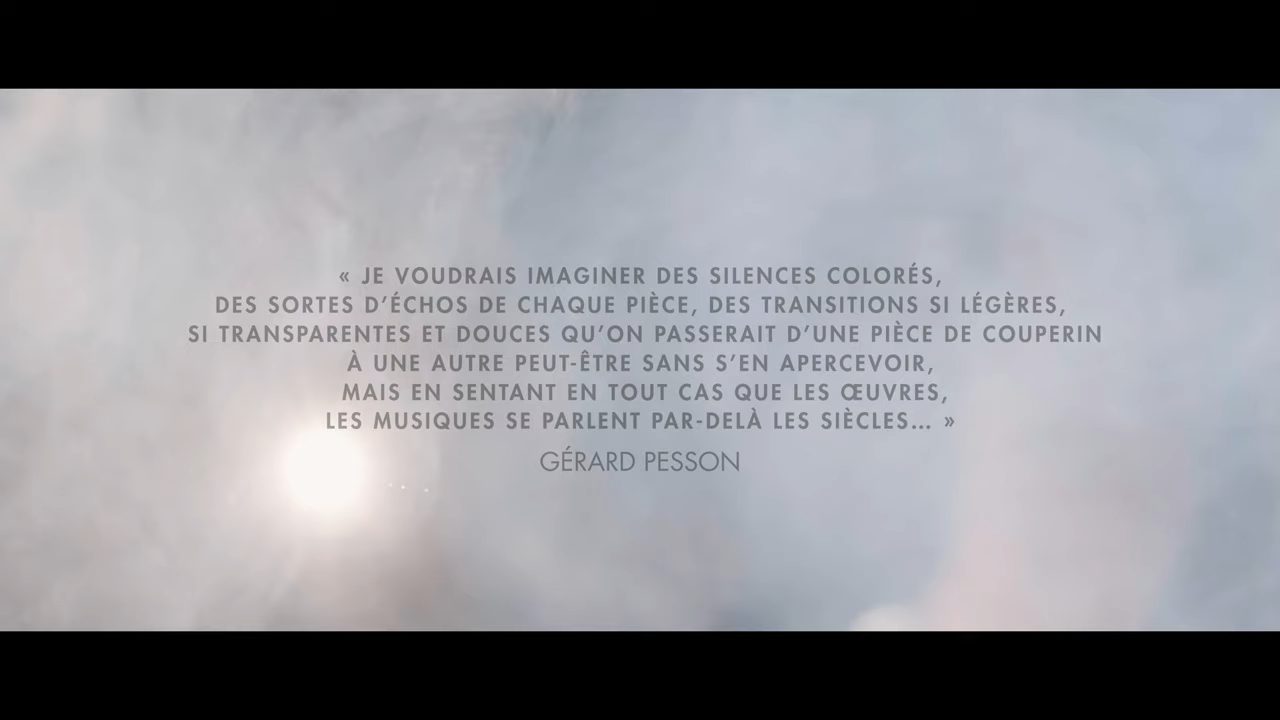 « JE VOUDRAIS IMAGINER DES SILENCES COLORÉS,
DES SORTES D’ÉCHOS DE CHAQUE PIÈCE, DES TRANSITIONS SI LÉGÈRES,
SI TRANSPARENTES ET DOUCES QU’ON PASSERAIT D’UNE PIÈCE DE COUPERIN
À UNE AUTRE PEUT-ÊTRE SANS S’EN APERCEVOIR,
MAIS EN SENTANT EN TOUT CAS QUE LES ŒUVRES,
LES MUSIQUES SE PARLENT PAR-DELÀ LES SIÈCLES… »
GÉRARD PESSON